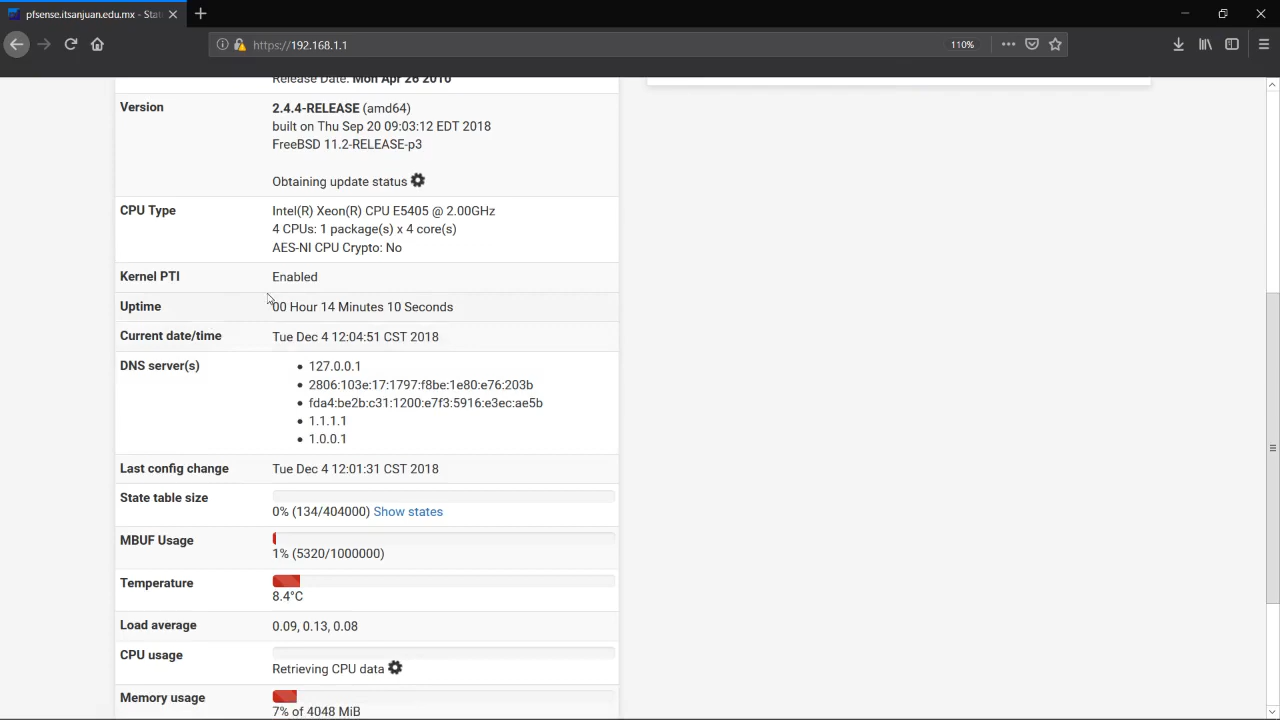 pfsense.itsanjuan.edu.mx - Stat
https://192.168.1.1
110%
Release Date: Mon Apr 26 2010
Version
2.4.4-RELEASE (amd64)
built on Thu Sep 20 09:03:12 EDT 2018
FreeBSD 11.2-RELEASE-p3
Obtaining update status
CPU Type
Intel(R) Xeon(R) CPU E5405 @ 2.00GHz
4 CPUs: 1 package(s) x 4 core(s)
AES-NI CPU Crypto: No
Kernel PTI
Enabled
Uptime
00 Hour 14 Minutes 10 Seconds
Current date/time
Tue Dec 4 12:04:51 CST 2018
DNS server(s)
127.0.0.1
2806:103e:17:1797:f8be:1e80:e76:203b
fda4:be2b:c31:1200:e7f3:5916:e3ec:ae5b
1.1.1.1
1.0.0.1
Last config change
Tue Dec 4 12:01:31 CST 2018
State table size
0% (134/404000) Show states
MBUF Usage
1% (5320/1000000)
Temperature
8.4°C
Load average
0.09, 0.13, 0.08
CPU usage
Retrieving CPU data
Memory usage
7% of 4048 MiB